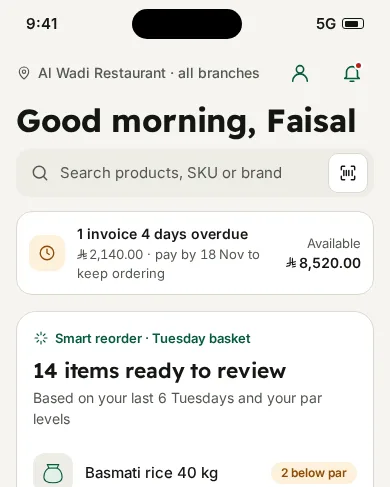 9:41
5G
Al Wadi Restaurant · all branches
Good morning, Faisal
Search products, SKU or brand
1 invoice 4 days overdue
⃁ 2,140.00 · pay by 18 Nov to
keep ordering
Available
⃁ 8,520.00
Smart reorder · Tuesday basket
14 items ready to review
Based on your last 6 Tuesdays and your par
levels
Basmati rice 40 kg
2 below par